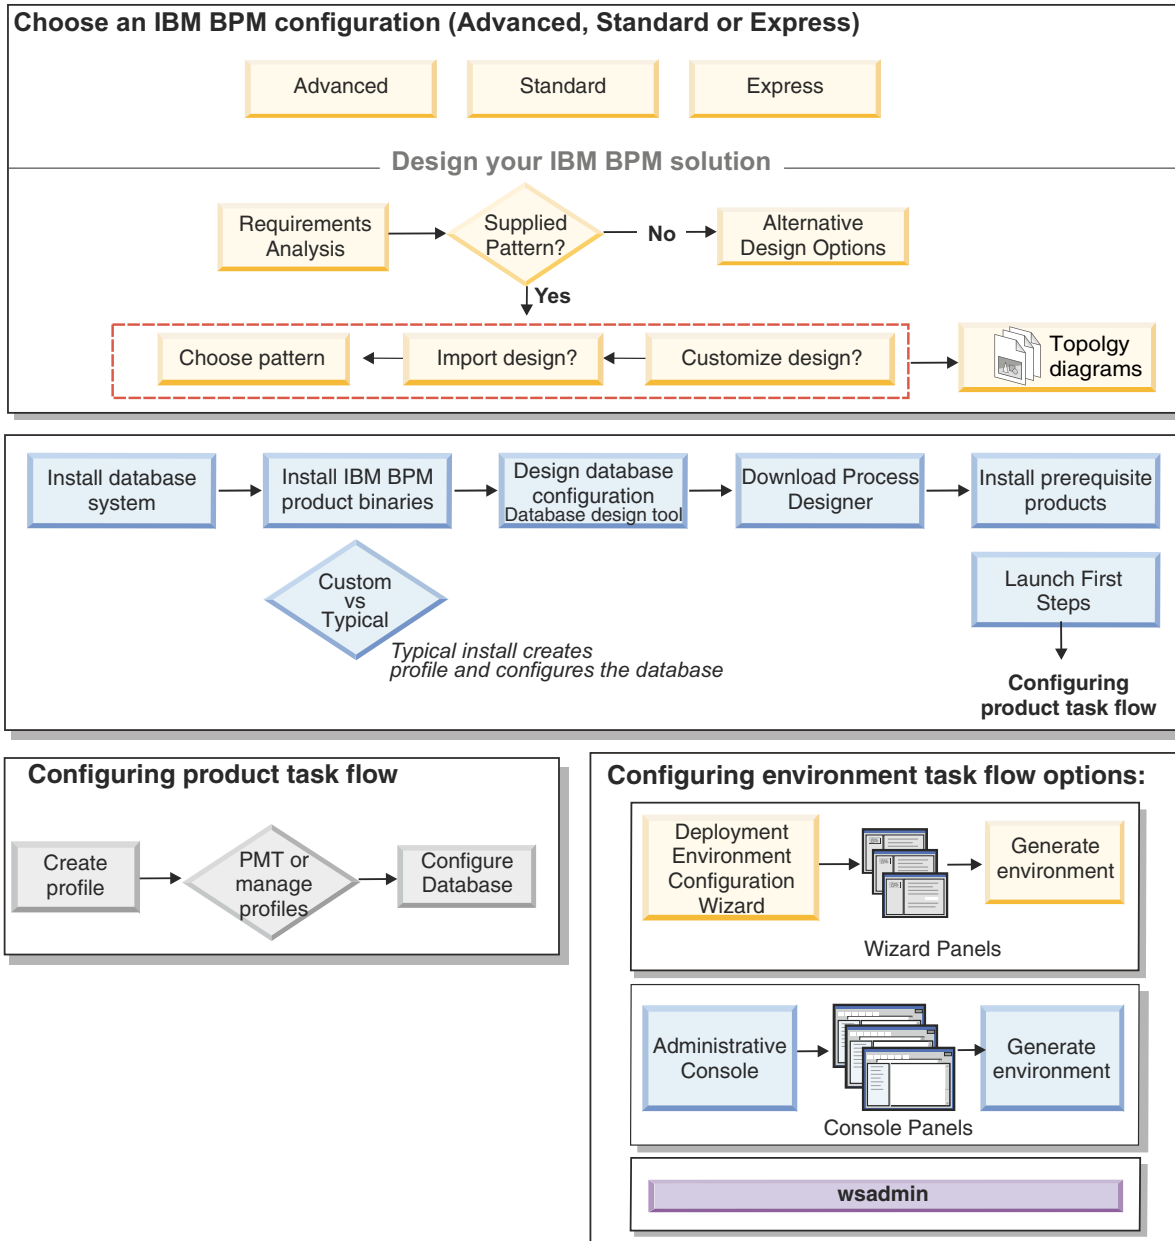 Choose an IBM BPM configuration (Advanced, Standard or Express)
Advanced
Standard
Express
Design your IBM BPM solution
Requirements
Analysis
Supplied
Pattern?
No
Alternative
Design Options
Yes
Choose pattern
Import design?
Customize design?
Topolgy
diagrams
Install database
system
Install IBM BPM
product binaries
Design database
configuration
Database design tool
Download Process
Designer
Install prerequisite
products
Custom
vs
Typical
Typical install creates
profile and configures the database
Launch First
Steps
Configuring
product task flow
Configuring product task flow
Create
profile
PMT or
manage
profiles
Configure
Database
Configuring environment task flow options:
Deployment
Environment
Configuration
Wizard
Wizard Panels
Generate
environment
Administrative
Console
Console Panels
Generate
environment
wsadmin